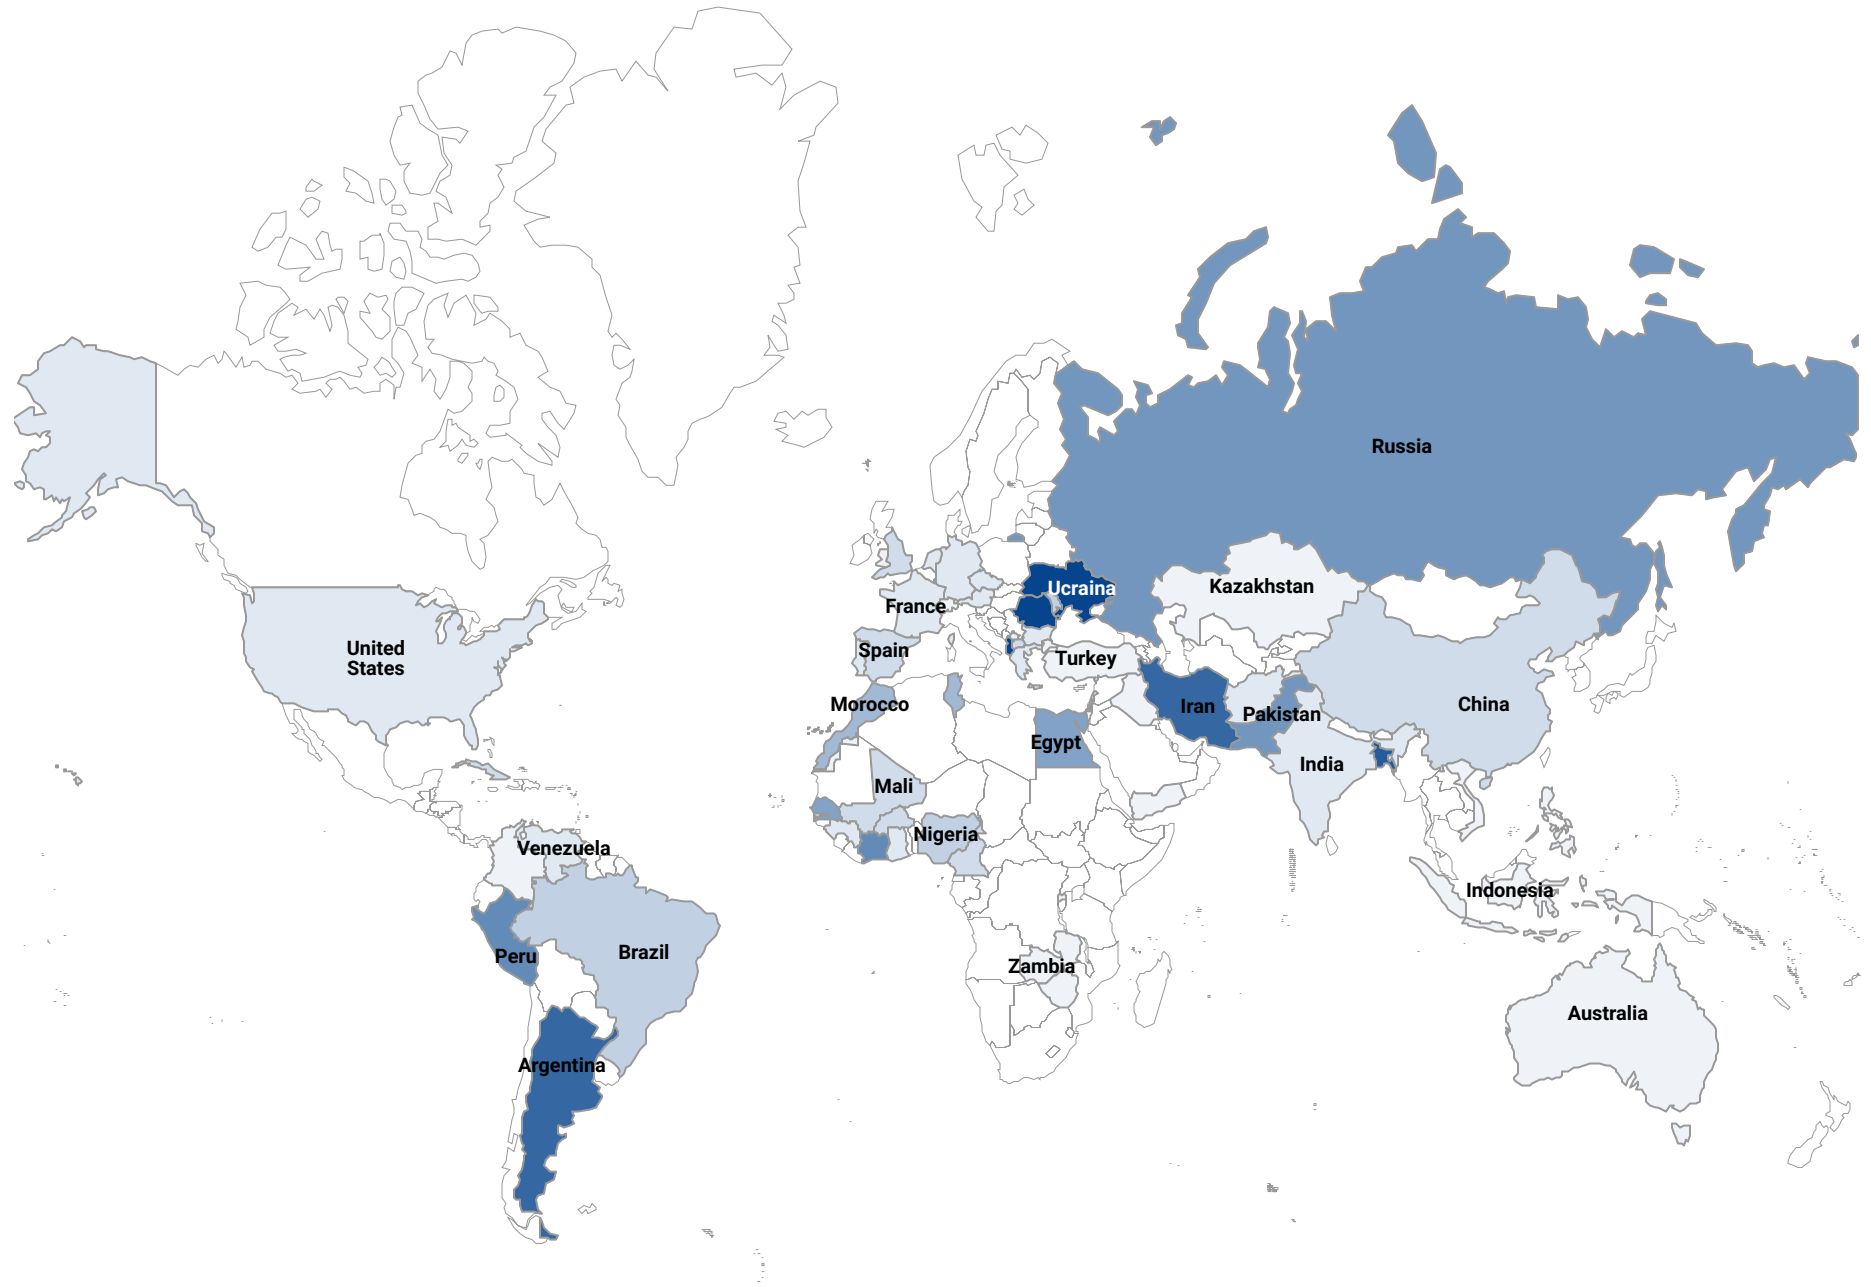 Russia
Ucraina
Kazakhstan
France
United
States
Spain
Turkey
Morocco
Iran
Pakistan
China
Egypt
India
Mali
Nigeria
Venezuela
Indonesia
Peru
Brazil
Zambia
Australia
Argentina